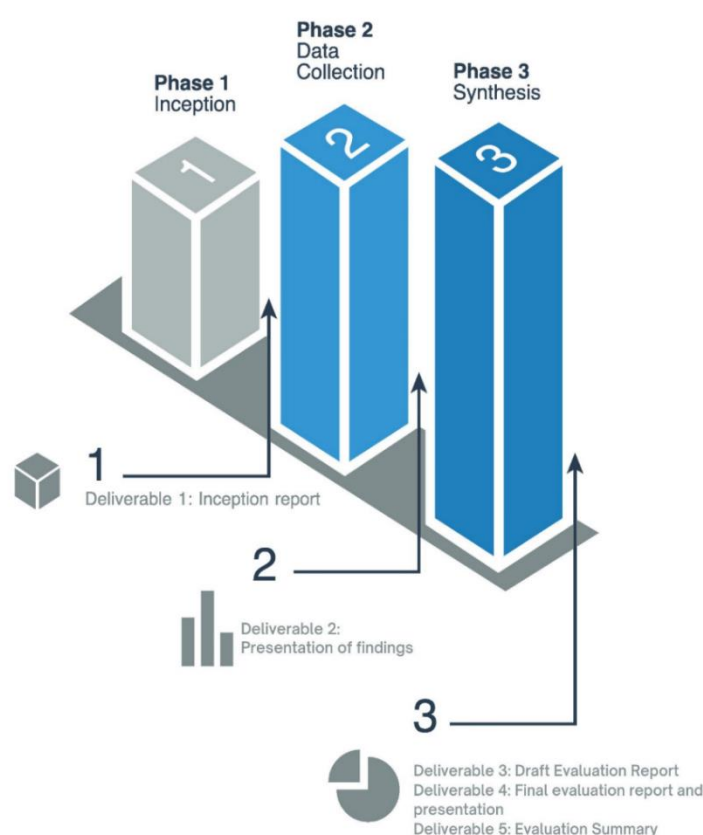 Phase 1
Inception
Phase 2
Data
Collection
Phase 3
Synthesis
1
2
3
1
Deliverable 1: Inception report
2
Deliverable 2:
Presentation of findings
3
Deliverable 3: Draft Evaluation Report
Deliverable 4: Final evaluation report and
presentation
Deliverable 5: Evaluation Summary